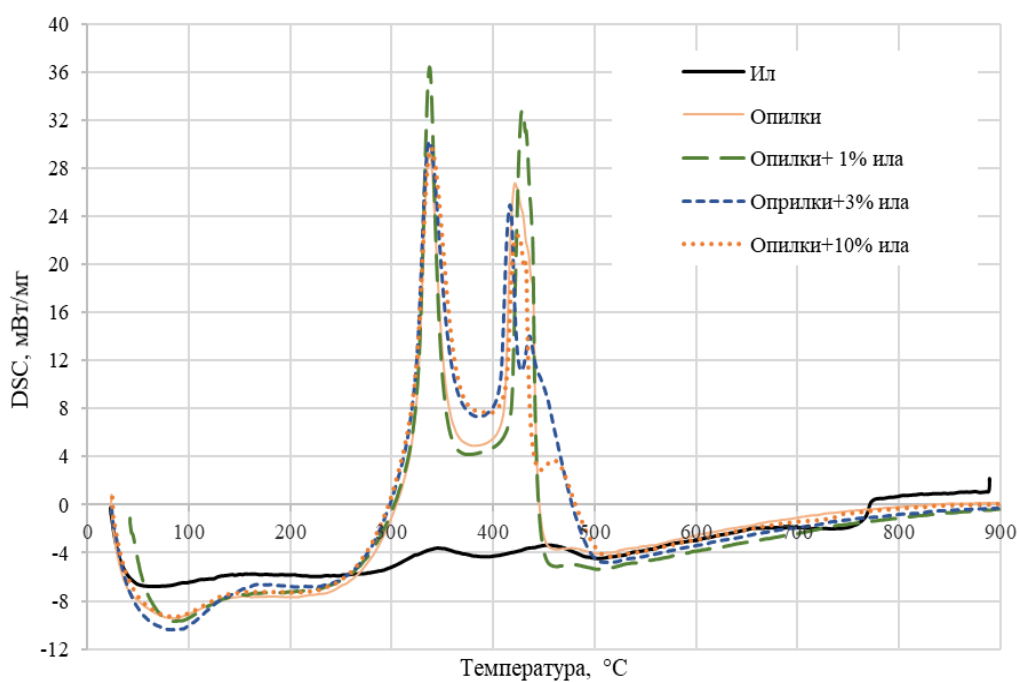 40
36
32
28
24
20
16
12
8
4
0
-4
-8
-12
DSC, мВт/мг
Ил
Опилки
Опилки+ 1% ила
Оприлки+3% ила
Опилки+10% ила
0 100 200 300 400 500 600 700 800 900
Температура, °C